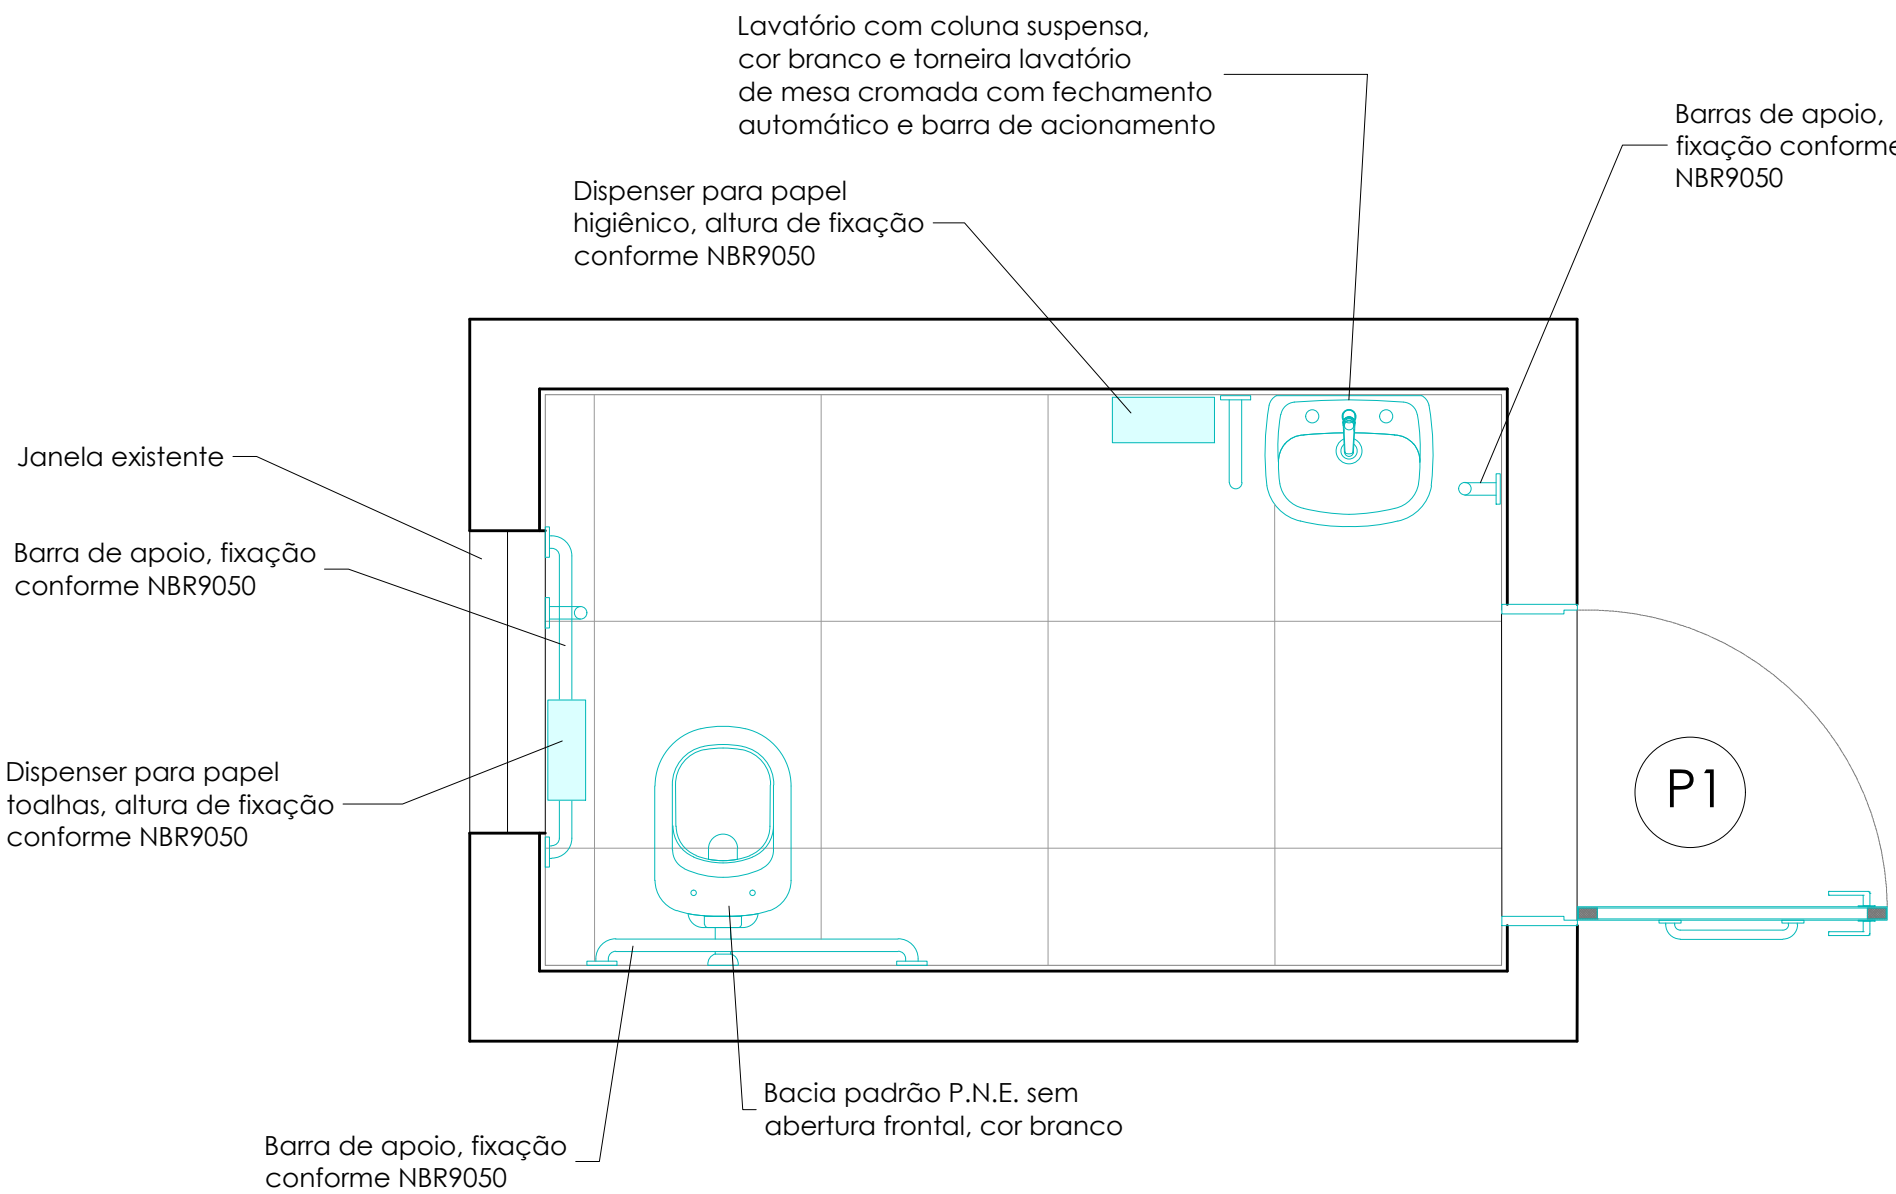 Lavatório com coluna suspensa,
cor branco e torneira lavatório
de mesa cromada com fechamento
automático e barra de acionamento
Barras de apoio,
fixação conforme
NBR9050
Dispenser para papel
higiênico, altura de fixação
conforme NBR9050
Janela existente
Barra de apoio, fixação
conforme NBR9050
Dispenser para papel
toalhas, altura de fixação
conforme NBR9050
P1
Bacia padrão P.N.E. sem
abertura frontal, cor branco
Barra de apoio, fixação
conforme NBR9050